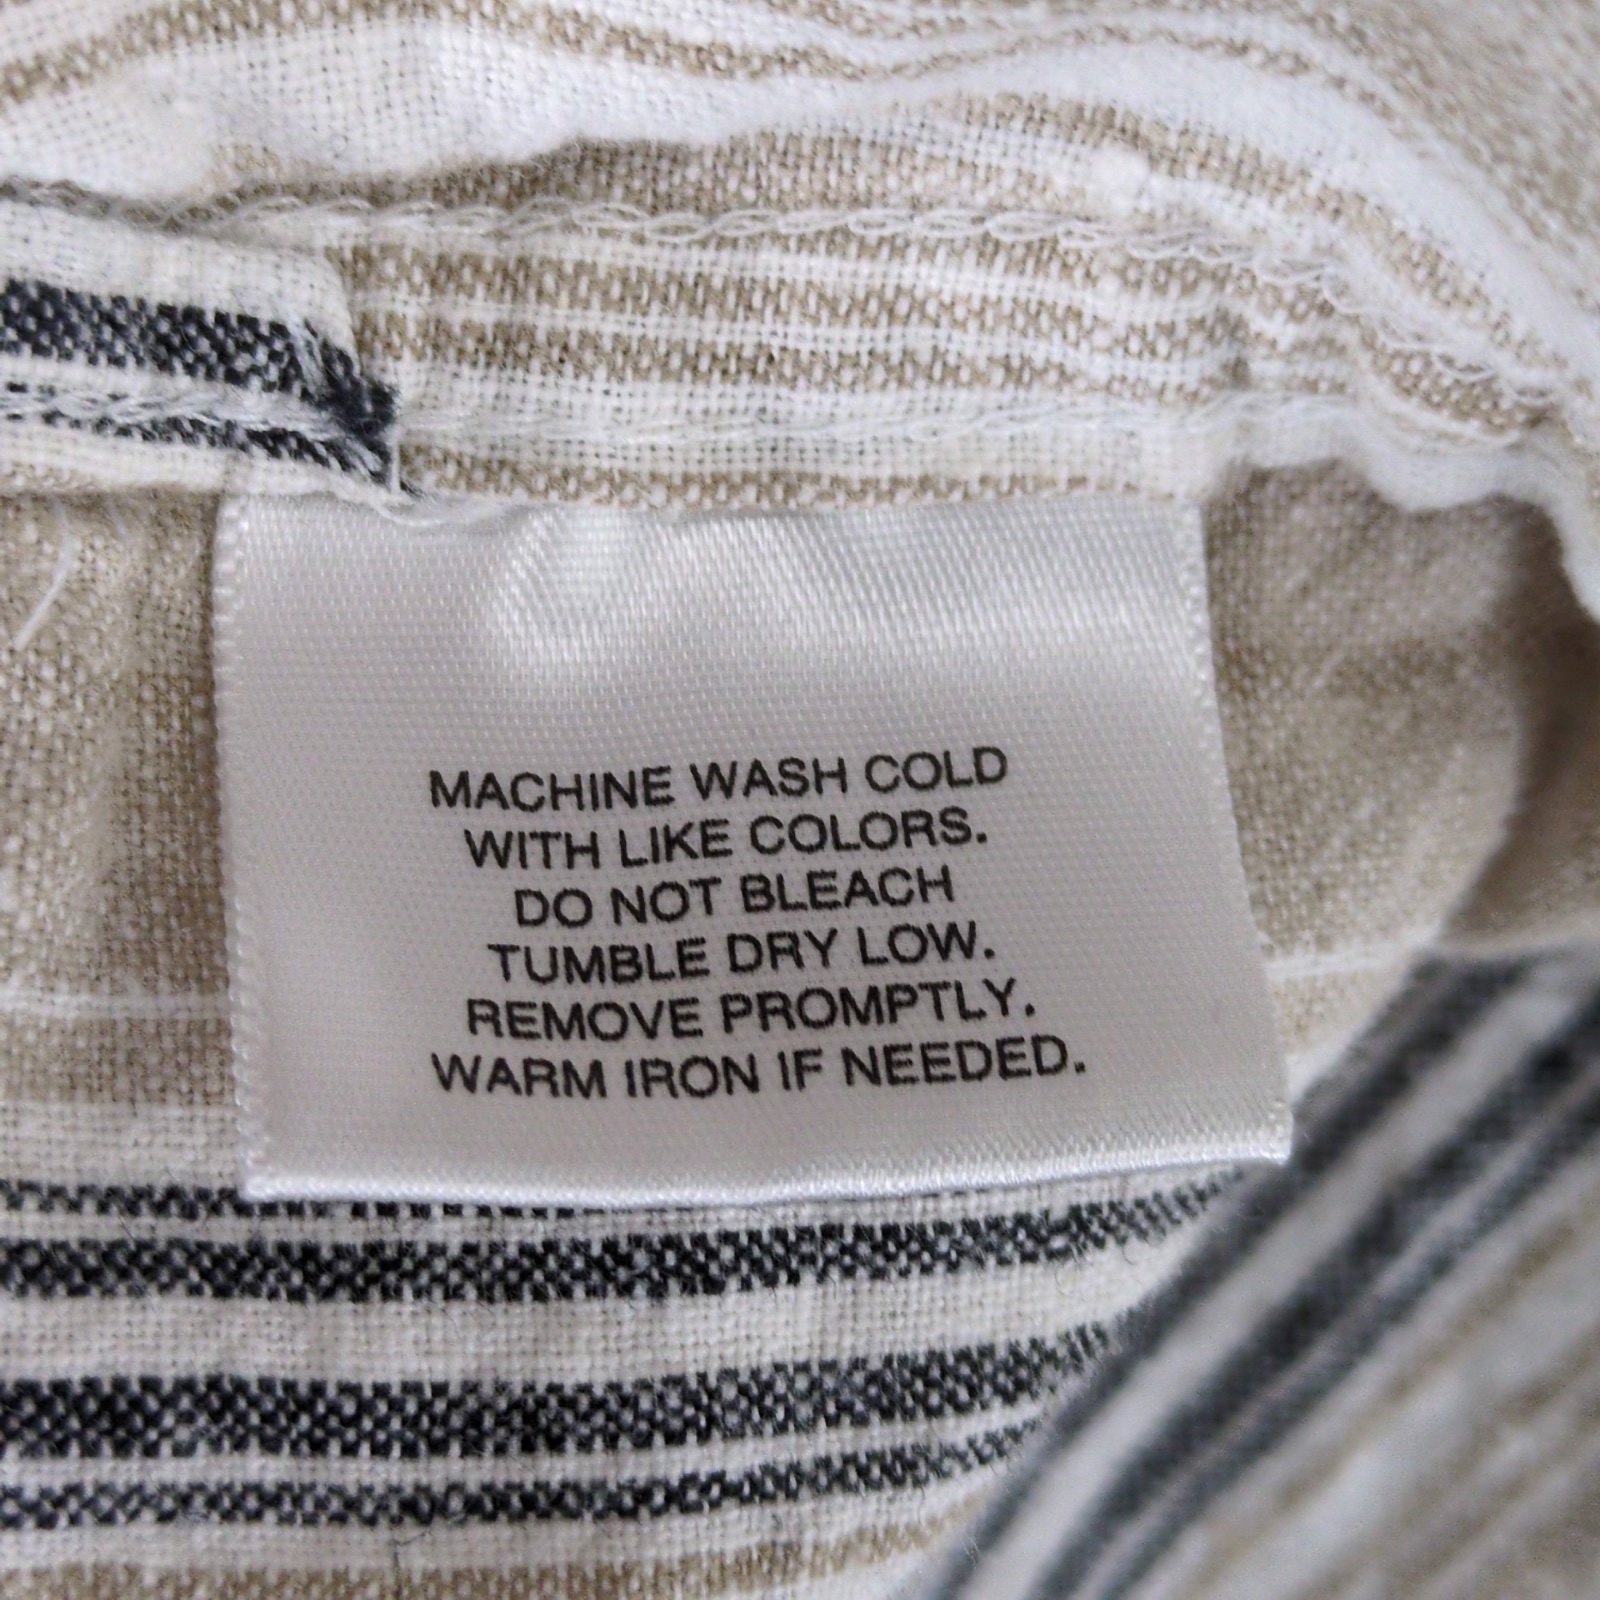 MACHINE WASH COLD
WITH LIKE COLORS.
DO NOT BLEACH
TUMBLE DRY LOW.
REMOVE PROMPTLY.
WARM IRON IF NEEDED.